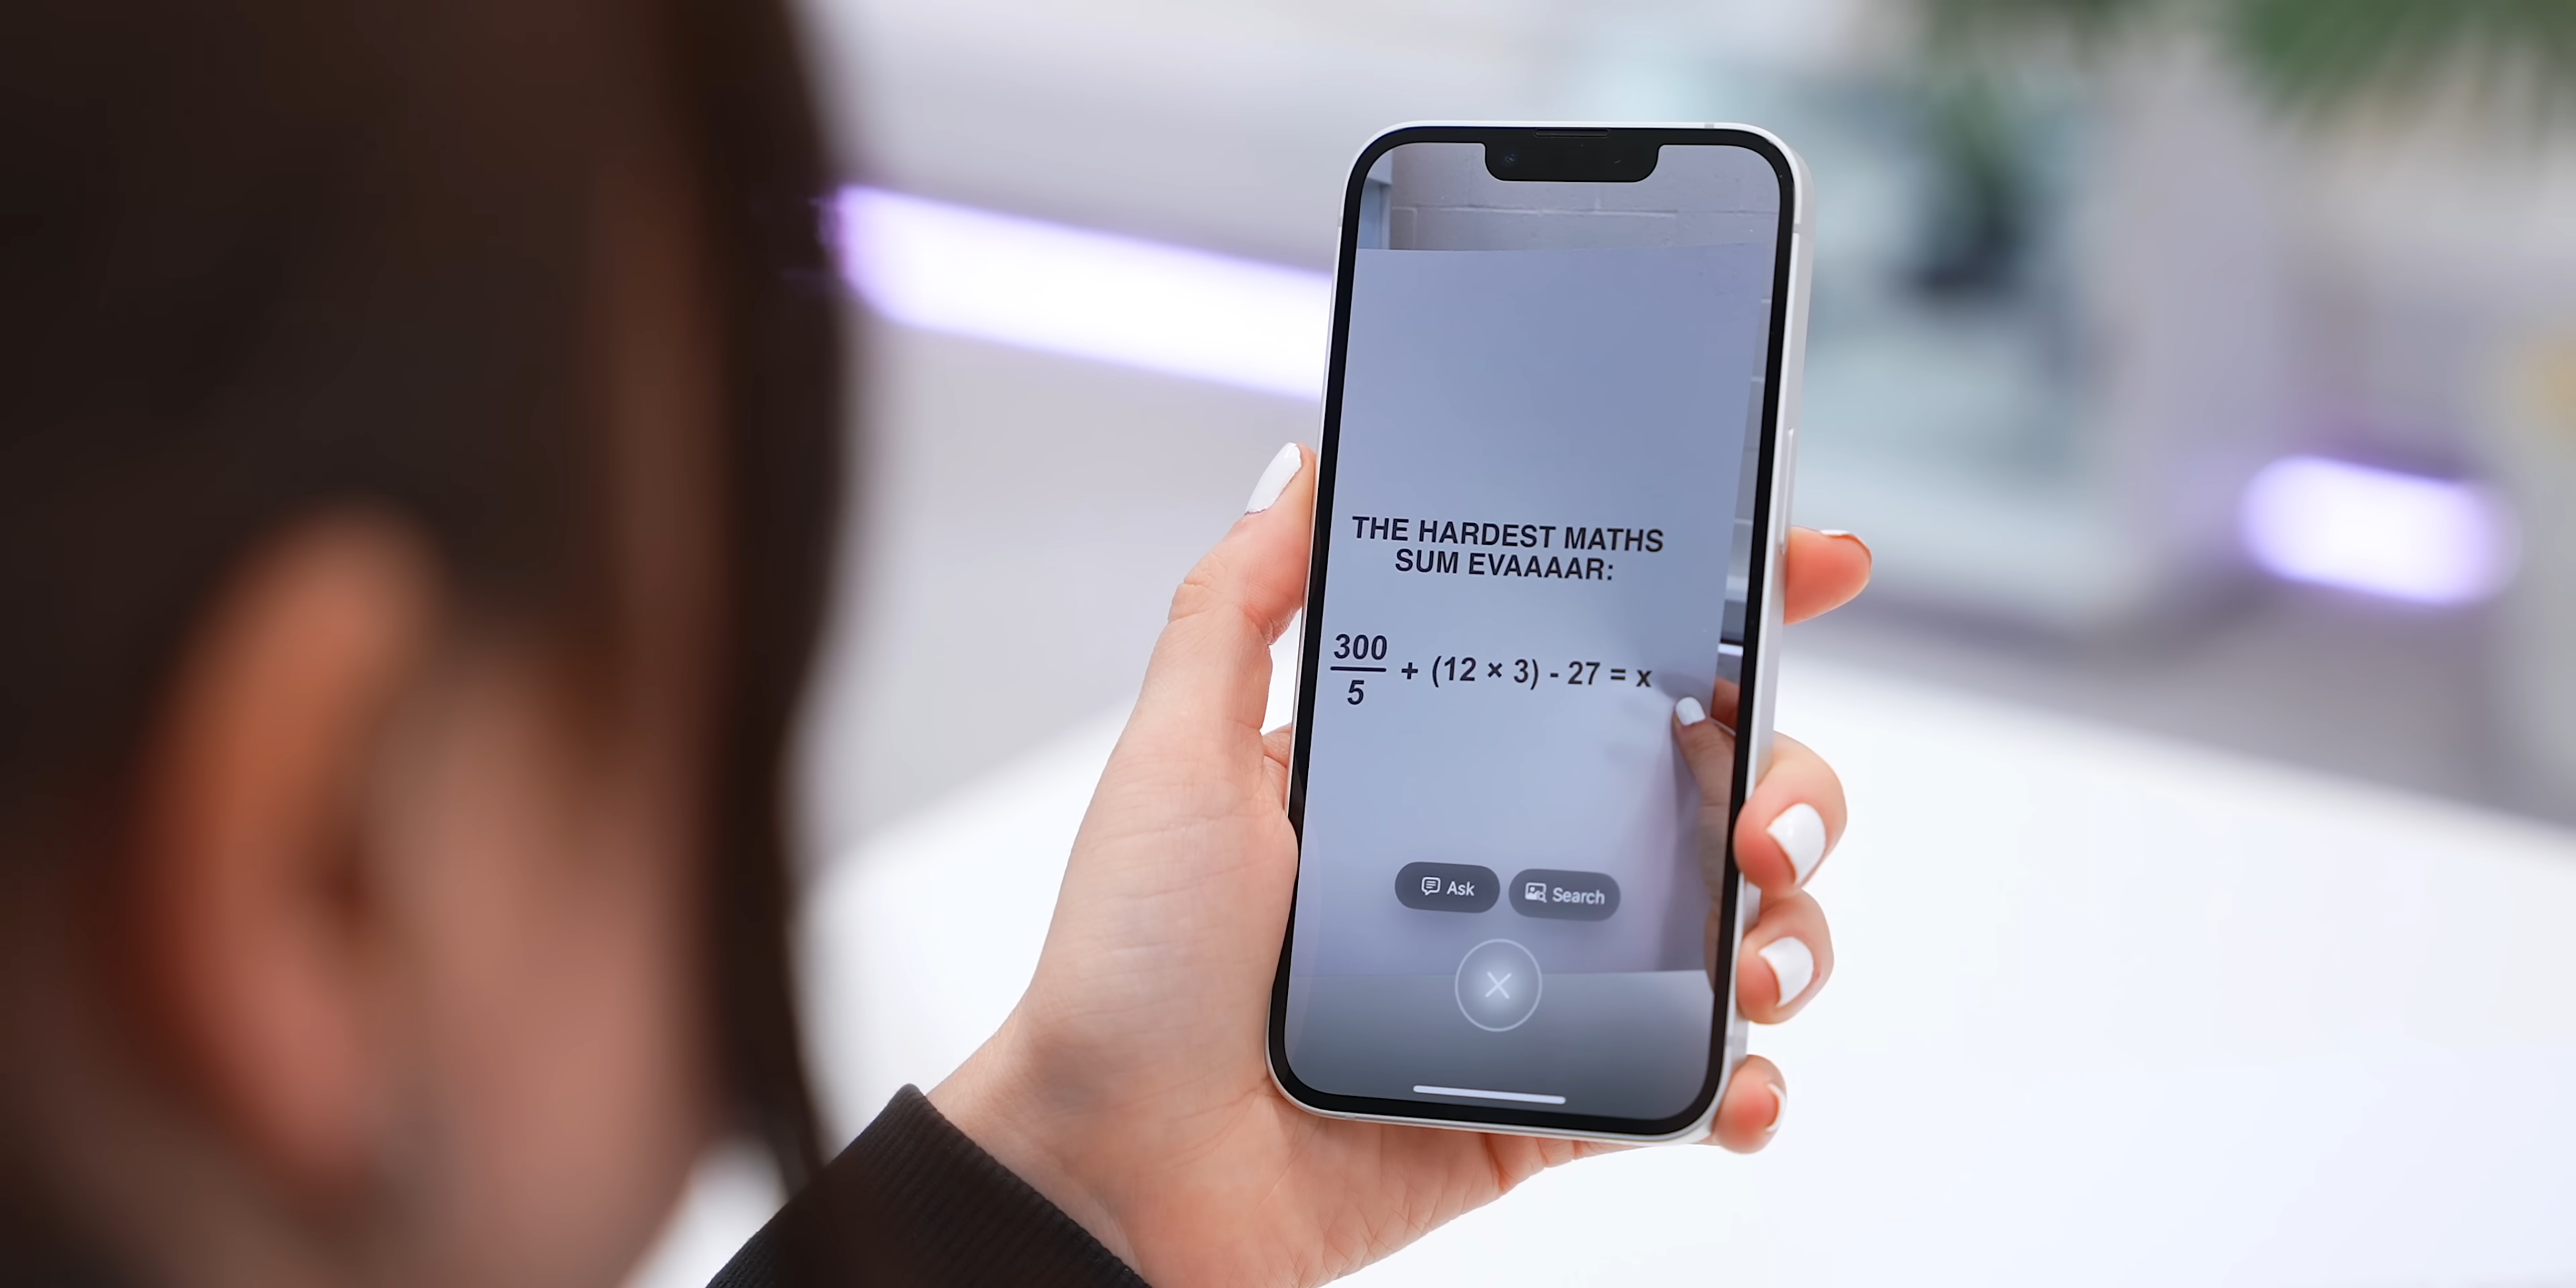 THE HARDEST MATHS
SUM EVAAAAR:
300
5
+ (12 × 3) - 27 = x
Ask
Search